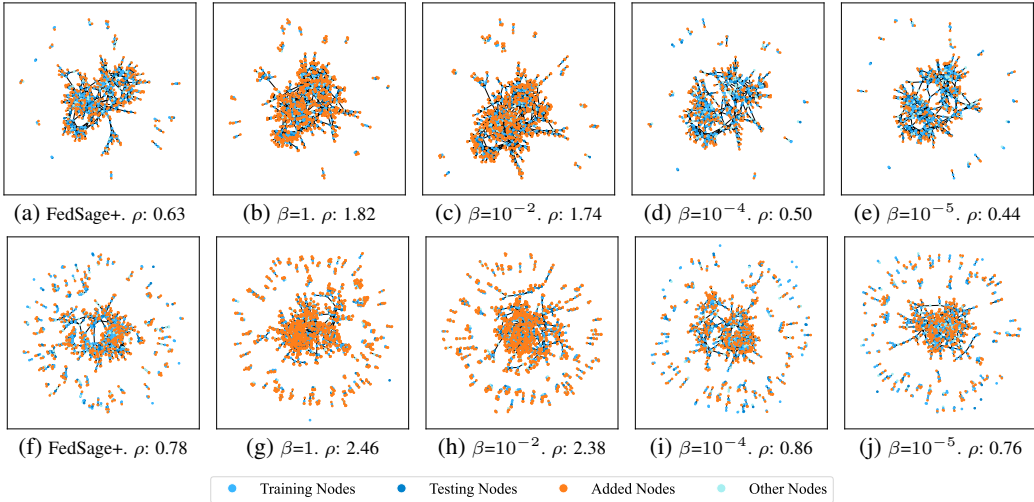 (a) FedSage+. ρ: 0.63 (b) β=1. ρ: 1.82 (c) β=10⁻². ρ: 1.74 (d) β=10⁻⁴. ρ: 0.50 (e) β=10⁻⁵. ρ: 0.44
(f) FedSage+. ρ: 0.78 (g) β=1. ρ: 2.46 (h) β=10⁻². ρ: 2.38 (i) β=10⁻⁴. ρ: 0.86 (j) β=10⁻⁵. ρ: 0.76
Training Nodes Testing Nodes Added Nodes Other Nodes